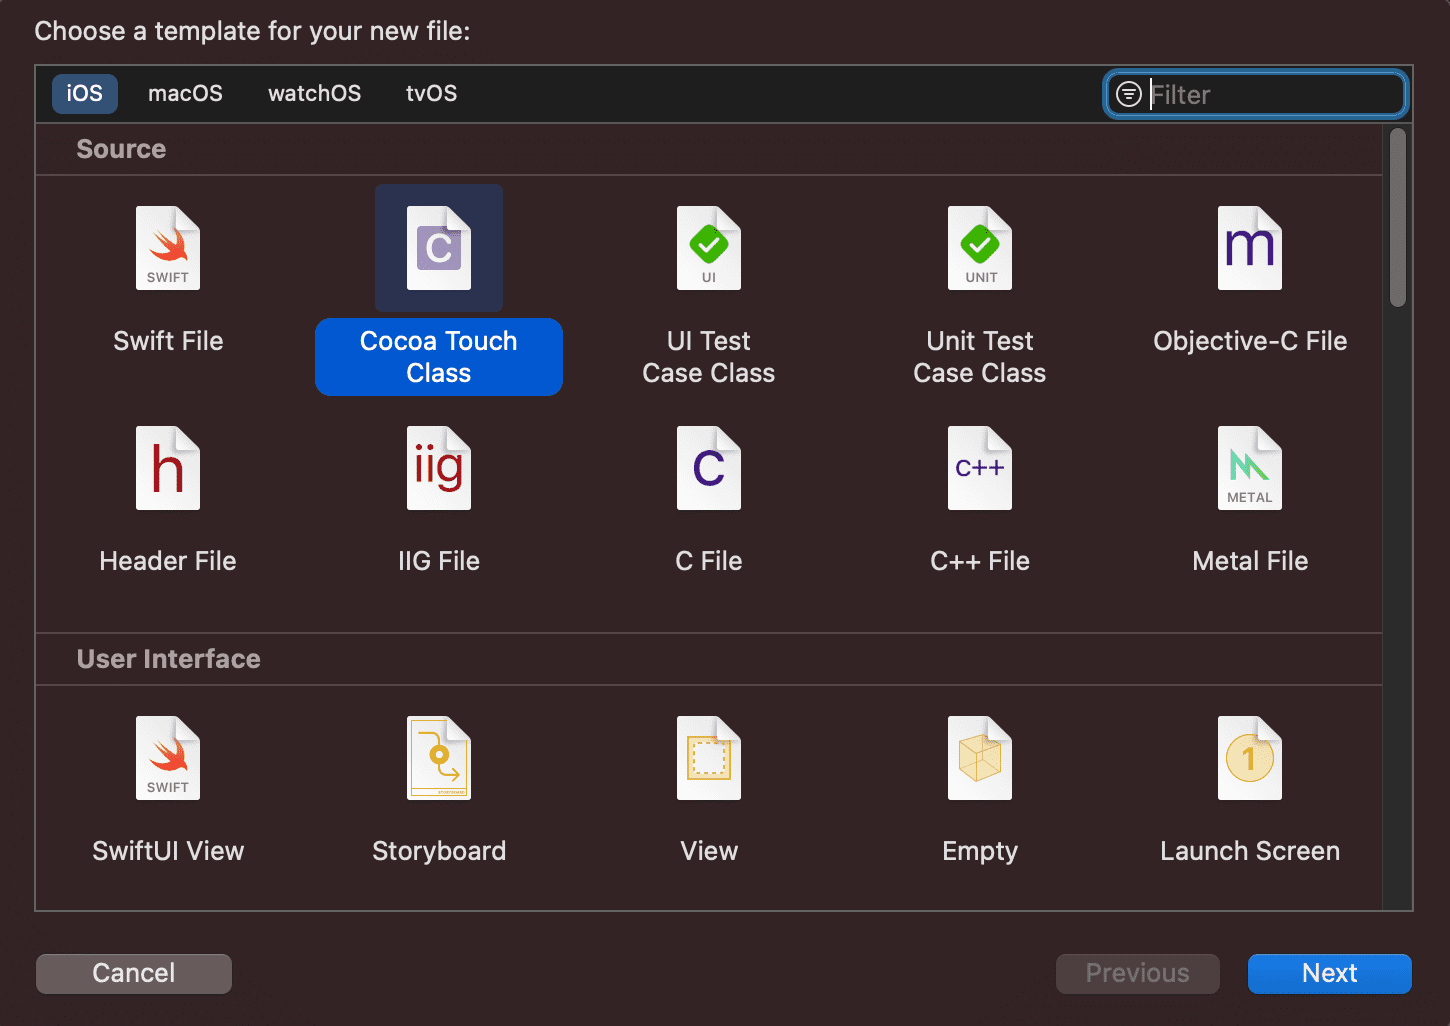 Choose a template for your new file:
iOS macOS watchOS tvOS Filter
Source
SWIFT C UI UNIT m
Swift File Cocoa Touch Class UI Test Case Class Unit Test Case Class Objective-C File
h iig C C++ METAL
Header File IIG File C File C++ File Metal File
User Interface
SWIFT 1
SwiftUI View Storyboard View Empty Launch Screen
Cancel Previous Next